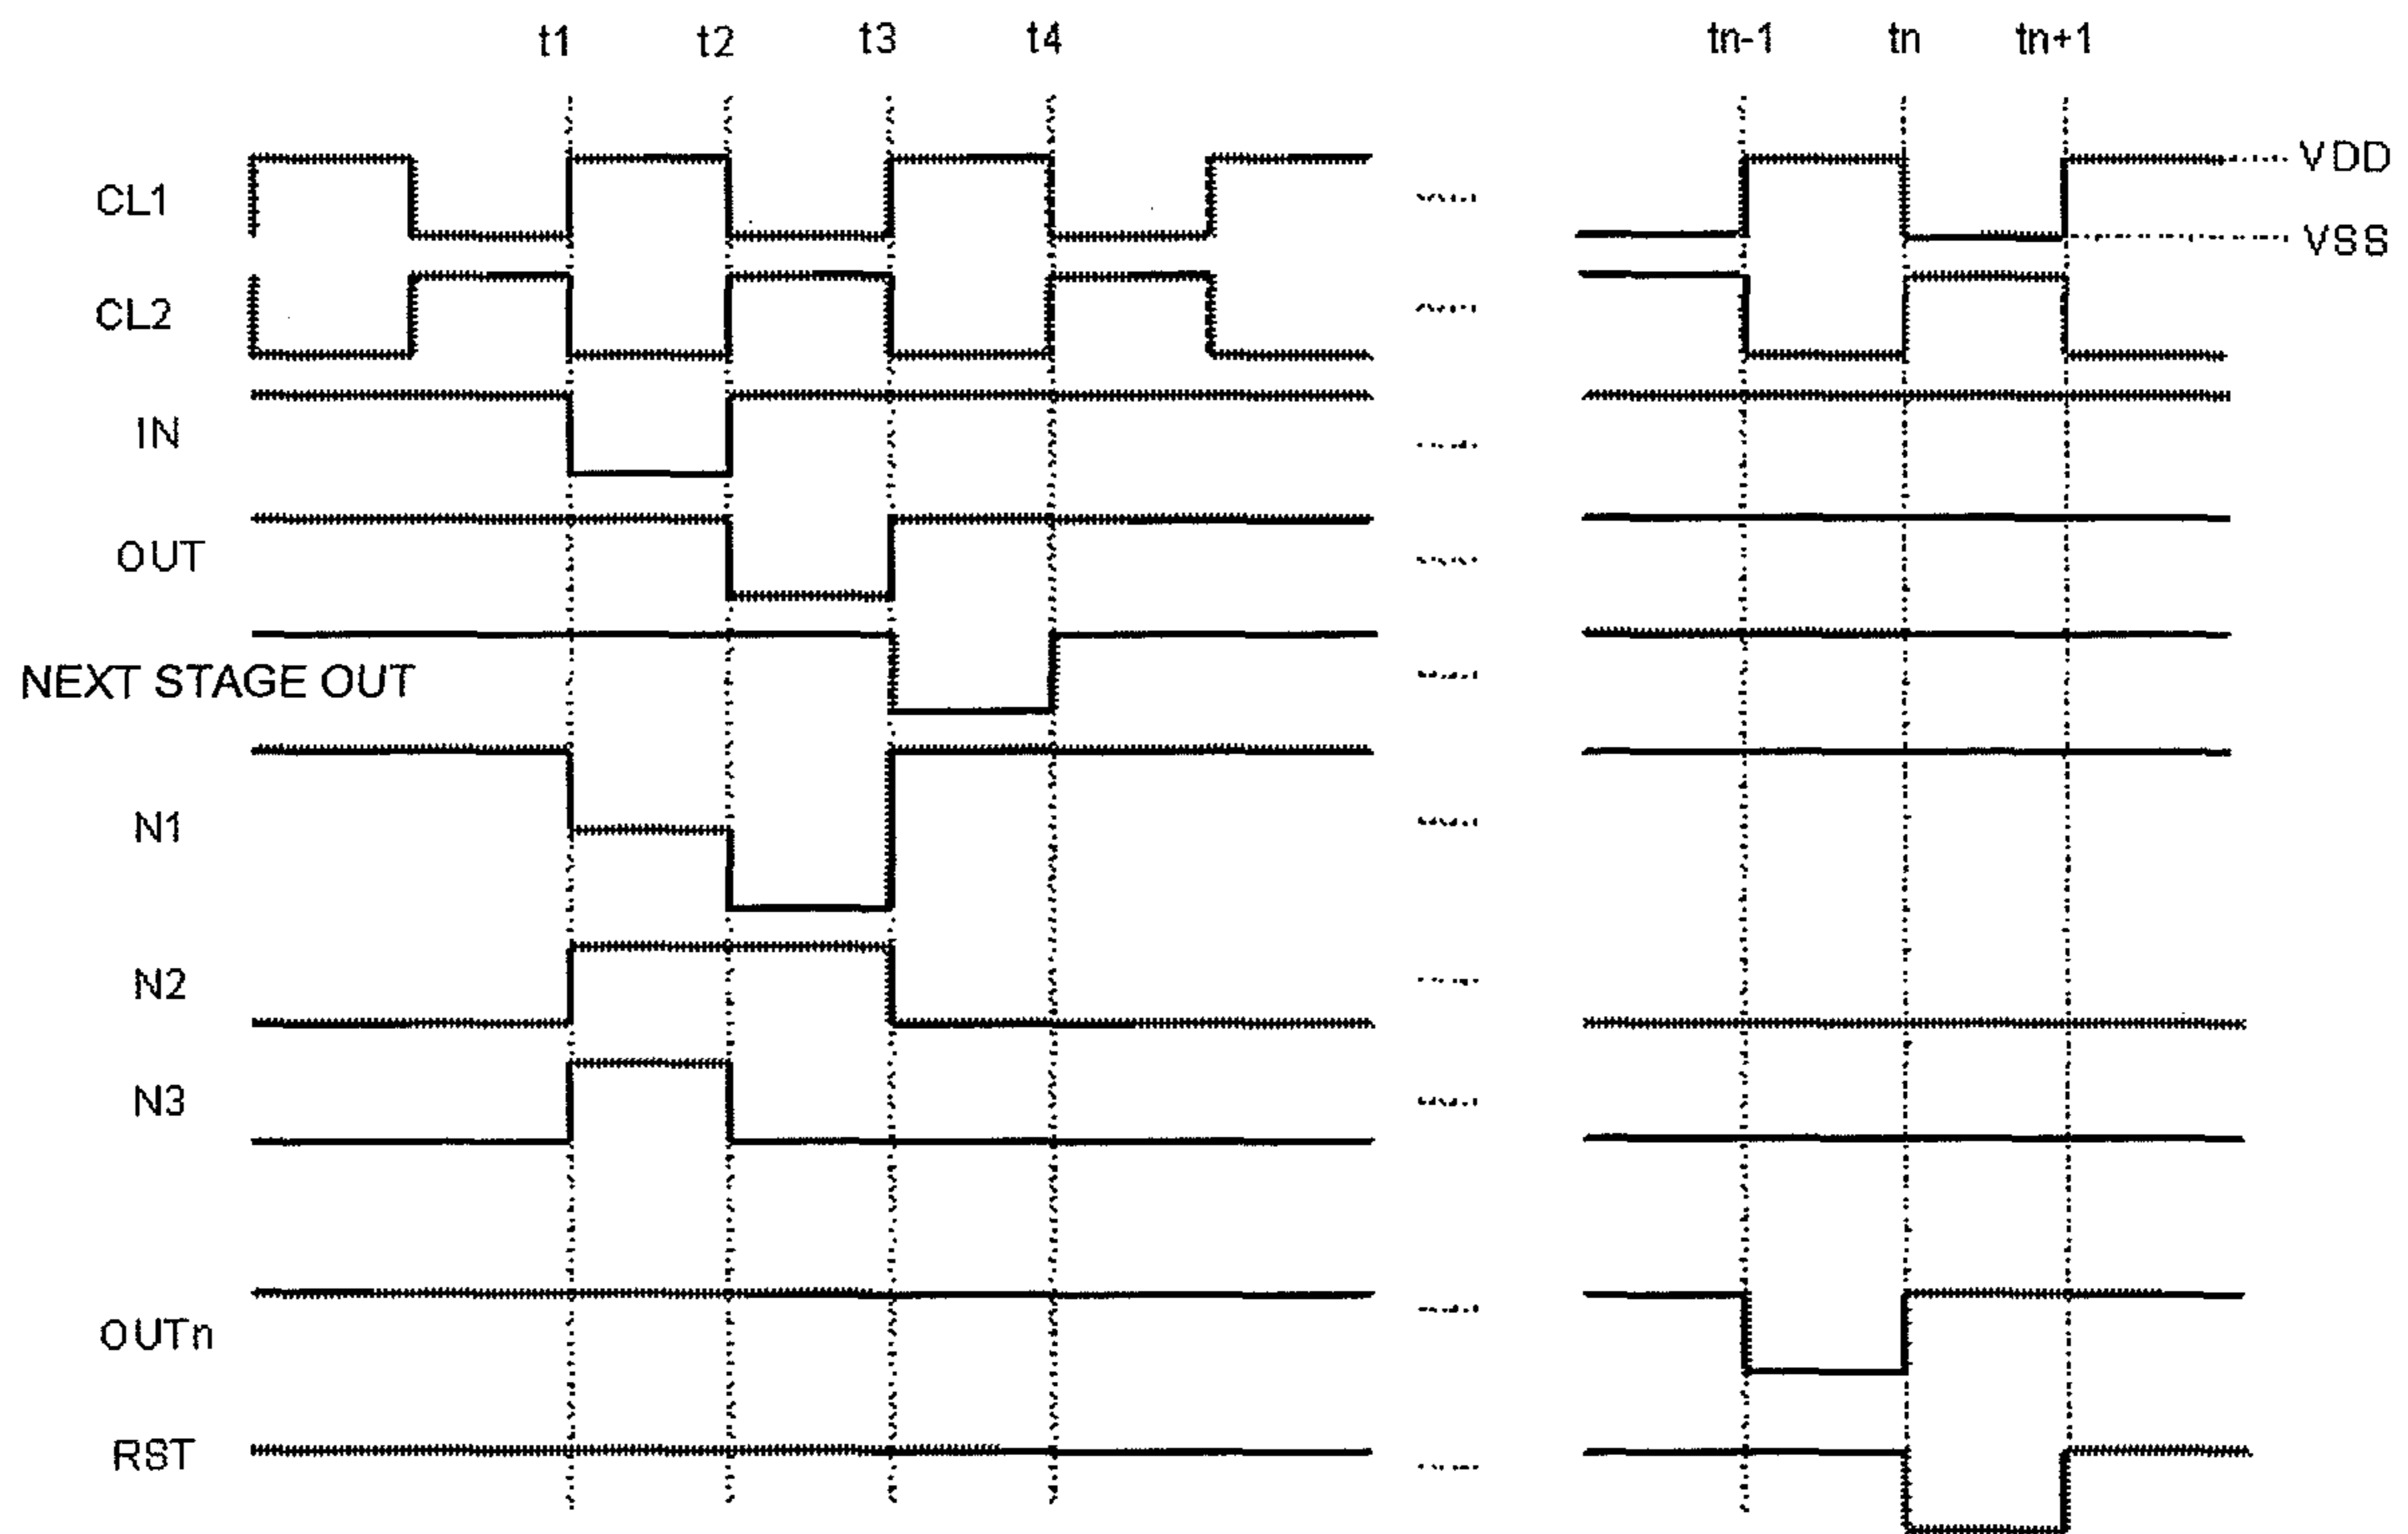 t1 t2 t3 t4 tn-1 tn tn+1
CL1
VDD
VSS
CL2
IN
OUT
NEXT STAGE OUT
N1
N2
N3
OUTn
RST